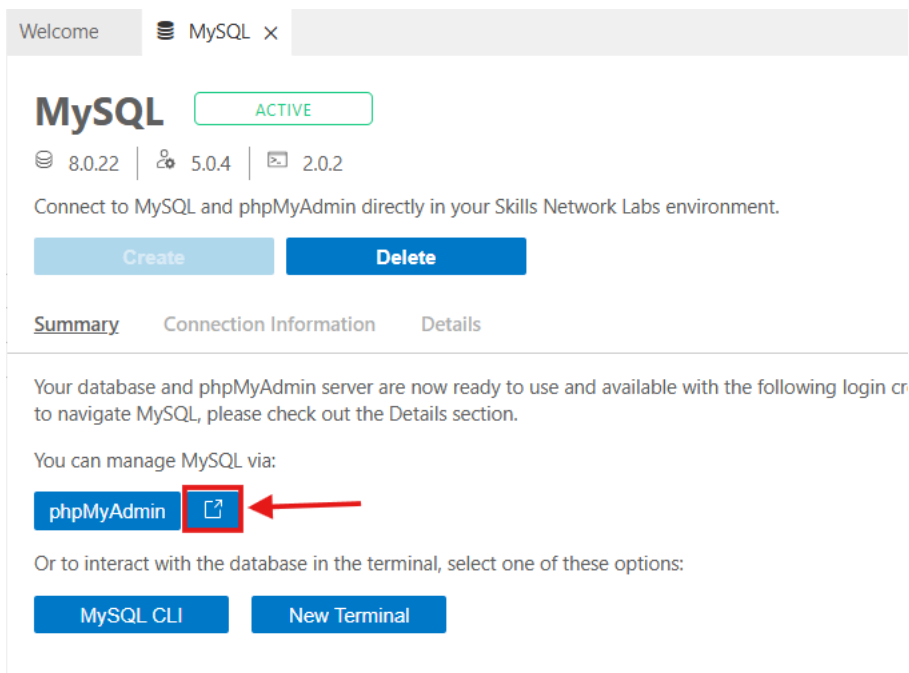 Welcome MySQL
MySQL ACTIVE
8.0.22 5.0.4 2.0.2
Connect to MySQL and phpMyAdmin directly in your Skills Network Labs environment.
Create Delete
Summary Connection Information Details
Your database and phpMyAdmin server are now ready to use and available with the following login cr
to navigate MySQL, please check out the Details section.
You can manage MySQL via:
phpMyAdmin
Or to interact with the database in the terminal, select one of these options:
MySQL CLI New Terminal